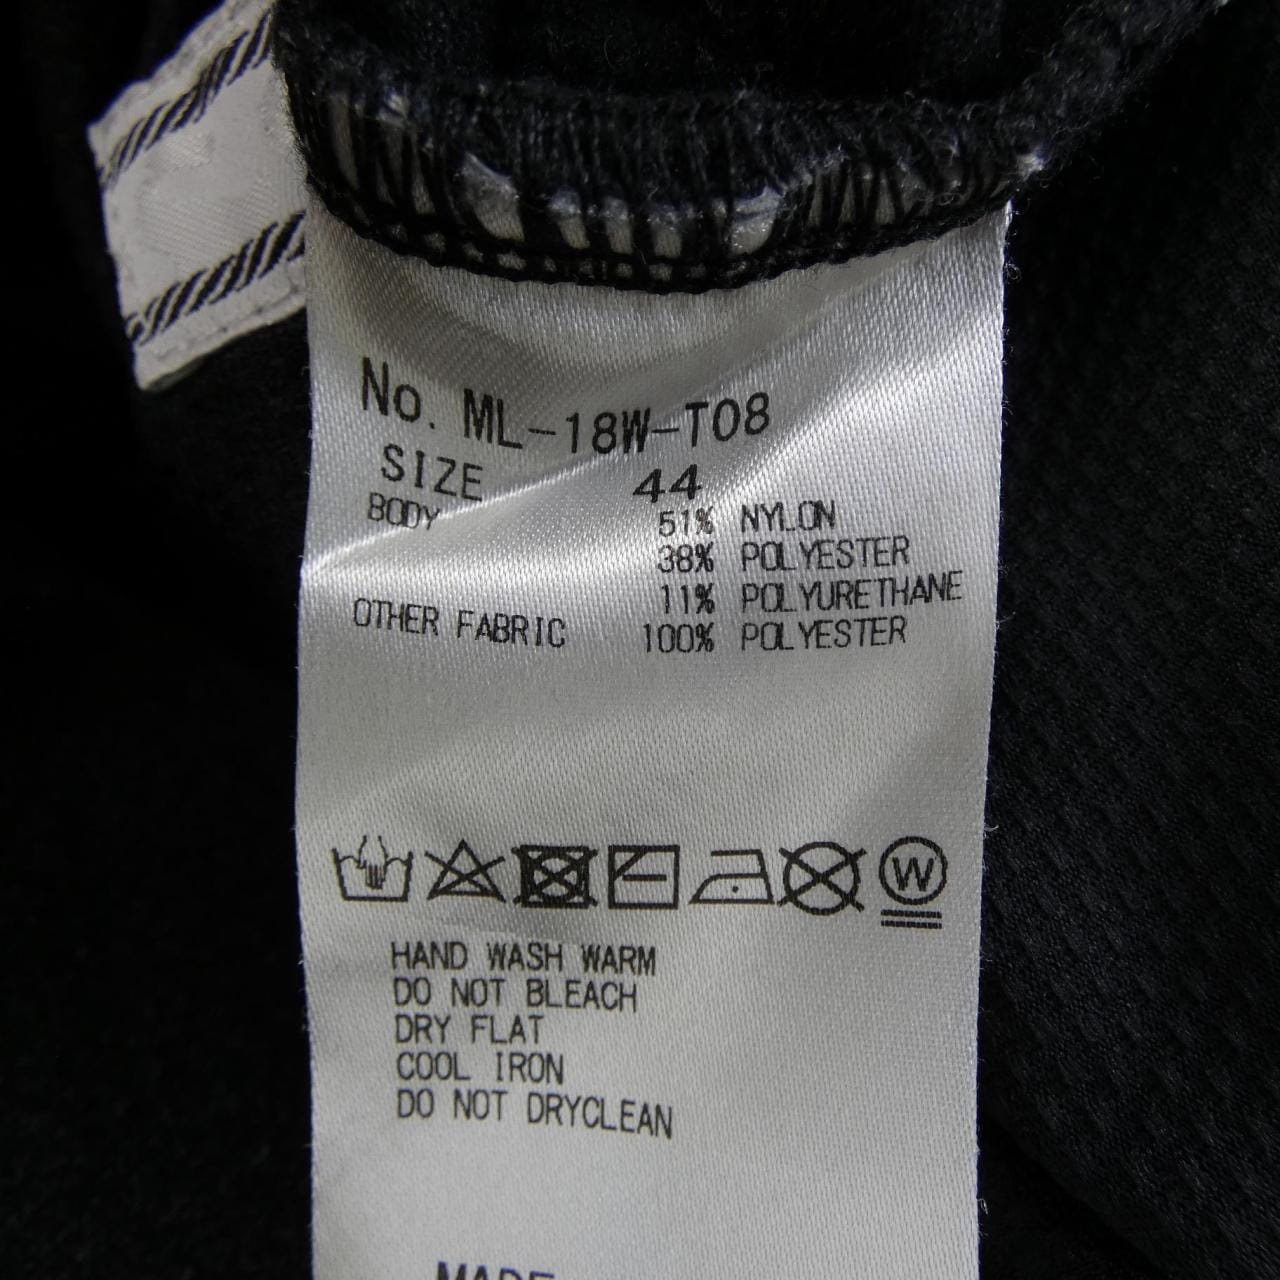 No. ML-18W-T08
SIZE 44
BODY 51% NYLON
38% POLYESTER
11% POLYURETHANE
OTHER FABRIC 100% POLYESTER
W
HAND WASH WARM
DO NOT BLEACH
DRY FLAT
COOL IRON
DO NOT DRYCLEAN
MADE